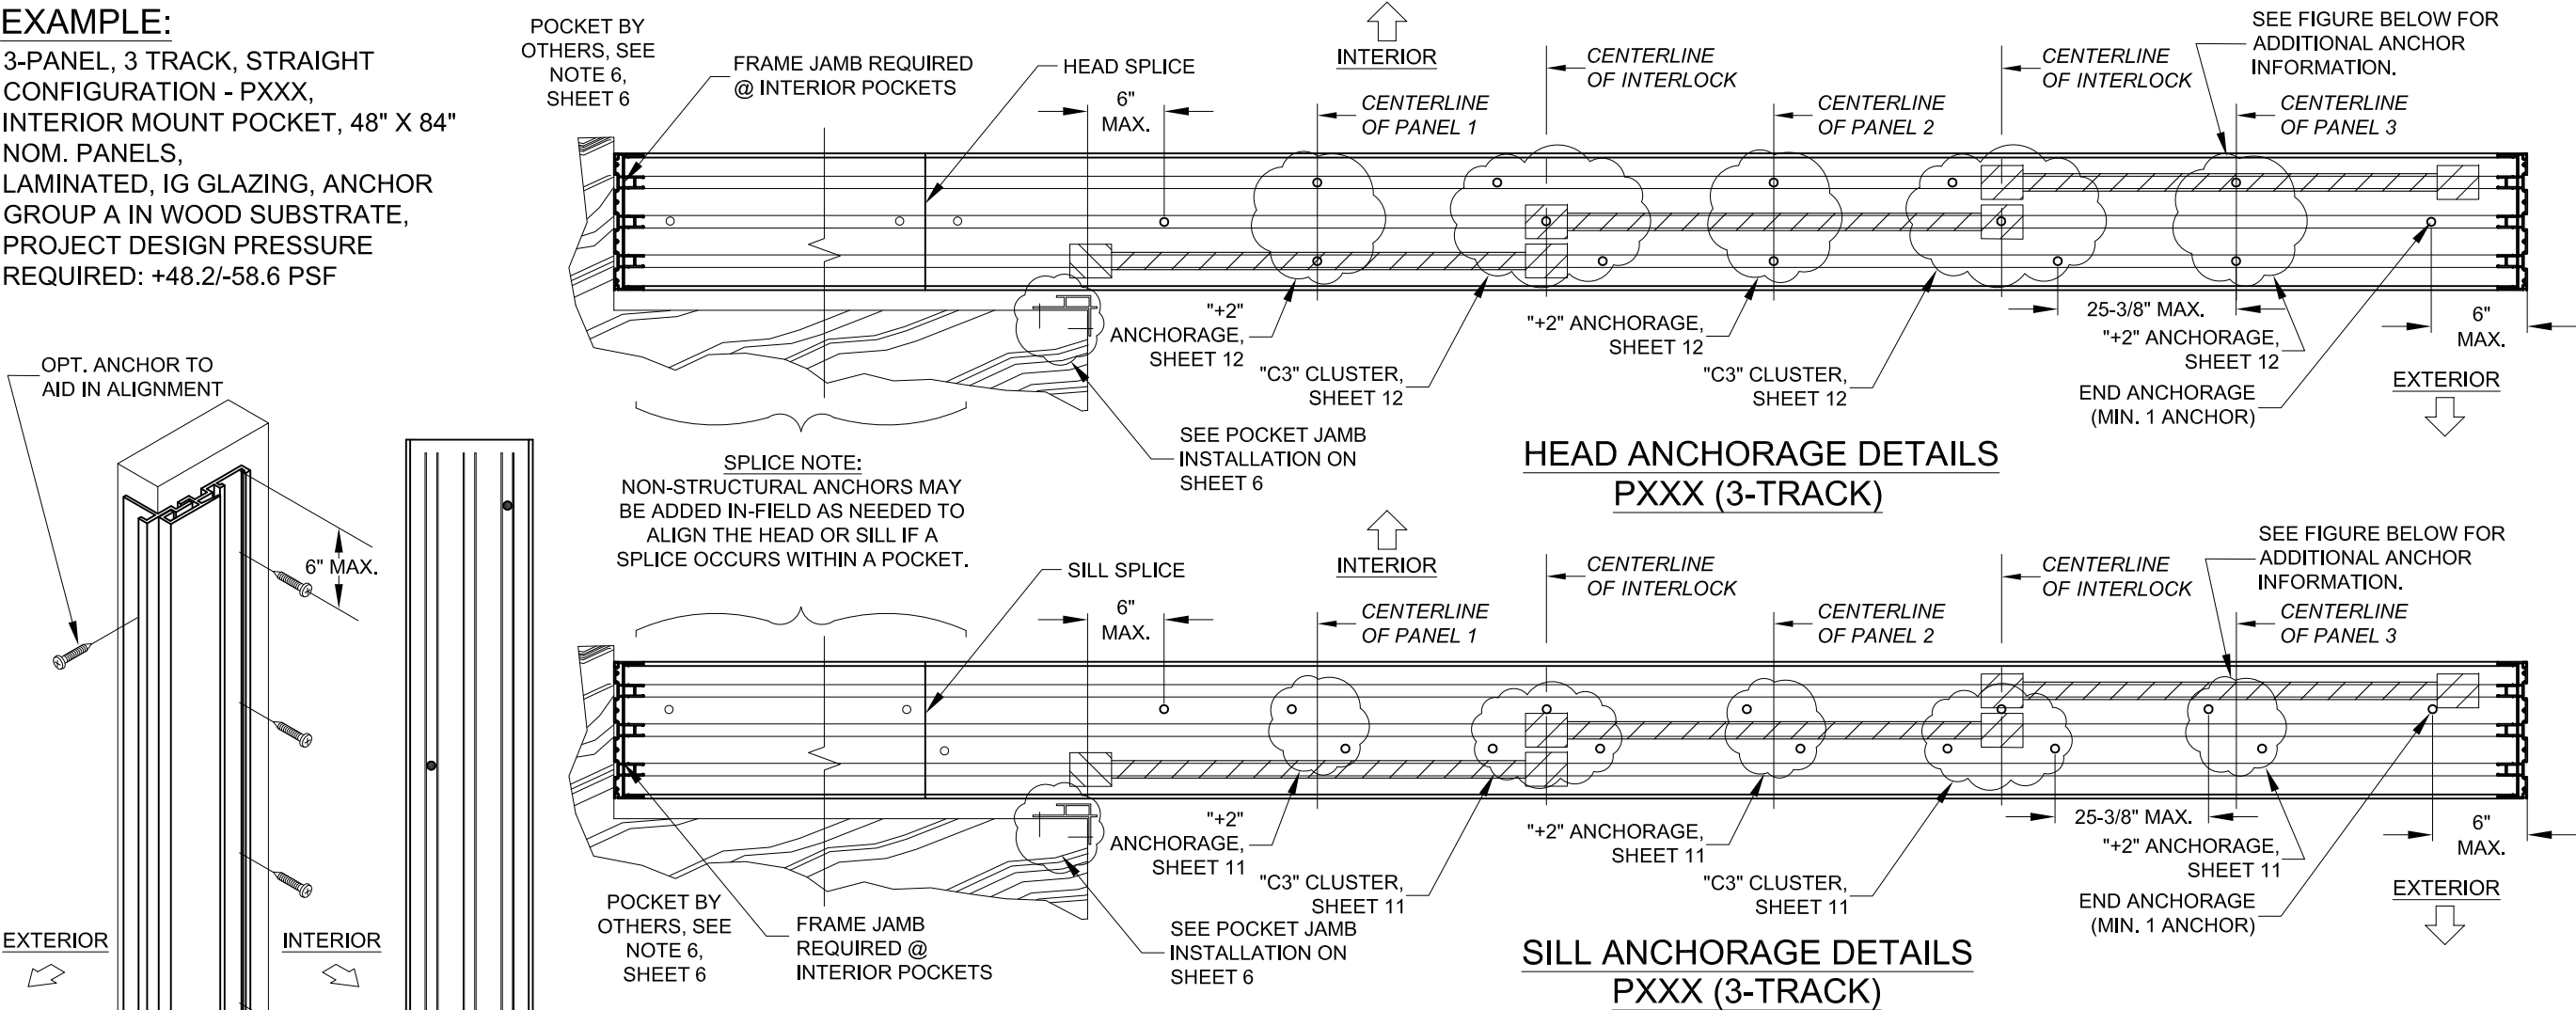 EXAMPLE:
3-PANEL, 3 TRACK, STRAIGHT
CONFIGURATION - PXXX,
INTERIOR MOUNT POCKET, 48" X 84"
NOM. PANELS,
LAMINATED, IG GLAZING, ANCHOR
GROUP A IN WOOD SUBSTRATE,
PROJECT DESIGN PRESSURE
REQUIRED: +48.2/-58.6 PSF
POCKET BY
OTHERS, SEE
NOTE 6,
SHEET 6
FRAME JAMB REQUIRED
@ INTERIOR POCKETS
HEAD SPLICE
6"
MAX.
INTERIOR
CENTERLINE
OF PANEL 1
CENTERLINE
OF INTERLOCK
CENTERLINE
OF PANEL 2
CENTERLINE
OF INTERLOCK
SEE FIGURE BELOW FOR
ADDITIONAL ANCHOR
INFORMATION.
CENTERLINE
OF PANEL 3
"+2"
ANCHORAGE,
SHEET 12
"C3" CLUSTER,
SHEET 12
"+2" ANCHORAGE,
SHEET 12
"C3" CLUSTER,
SHEET 12
25-3/8" MAX.
"+2" ANCHORAGE,
SHEET 12
6"
MAX.
END ANCHORAGE
(MIN. 1 ANCHOR)
EXTERIOR
SEE POCKET JAMB
INSTALLATION ON
SHEET 6
HEAD ANCHORAGE DETAILS
PXXX (3-TRACK)
OPT. ANCHOR TO
AID IN ALIGNMENT
6" MAX.
EXTERIOR
INTERIOR
SPLICE NOTE:
NON-STRUCTURAL ANCHORS MAY
BE ADDED IN-FIELD AS NEEDED TO
ALIGN THE HEAD OR SILL IF A
SPLICE OCCURS WITHIN A POCKET.
SILL SPLICE
6"
MAX.
INTERIOR
CENTERLINE
OF PANEL 1
CENTERLINE
OF INTERLOCK
CENTERLINE
OF PANEL 2
CENTERLINE
OF INTERLOCK
SEE FIGURE BELOW FOR
ADDITIONAL ANCHOR
INFORMATION.
CENTERLINE
OF PANEL 3
"+2"
ANCHORAGE,
SHEET 11
"C3" CLUSTER,
SHEET 11
"+2" ANCHORAGE,
SHEET 11
"C3" CLUSTER,
SHEET 11
25-3/8" MAX.
"+2" ANCHORAGE,
SHEET 11
6"
MAX.
END ANCHORAGE
(MIN. 1 ANCHOR)
EXTERIOR
POCKET BY
OTHERS, SEE
NOTE 6,
SHEET 6
FRAME JAMB
REQUIRED @
INTERIOR POCKETS
SEE POCKET JAMB
INSTALLATION ON
SHEET 6
SILL ANCHORAGE DETAILS
PXXX (3-TRACK)